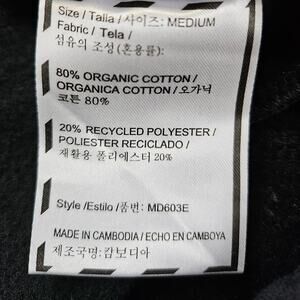 Size / Talla / 사이즈: MEDIUM
Fabric / Tela /
섬유의 조성(혼용률):
80% ORGANIC COTTON /
ORGANICA COTTON / 오가닉
코튼 80%
20% RECYCLED POLYESTER /
POLIESTER RECICLADO /
재활용 폴리에스터 20%
Style /Estilo /품번: MD603E
MADE IN CAMBODIA / ECHO EN CAMBOYA
제조국명: 캄보디아